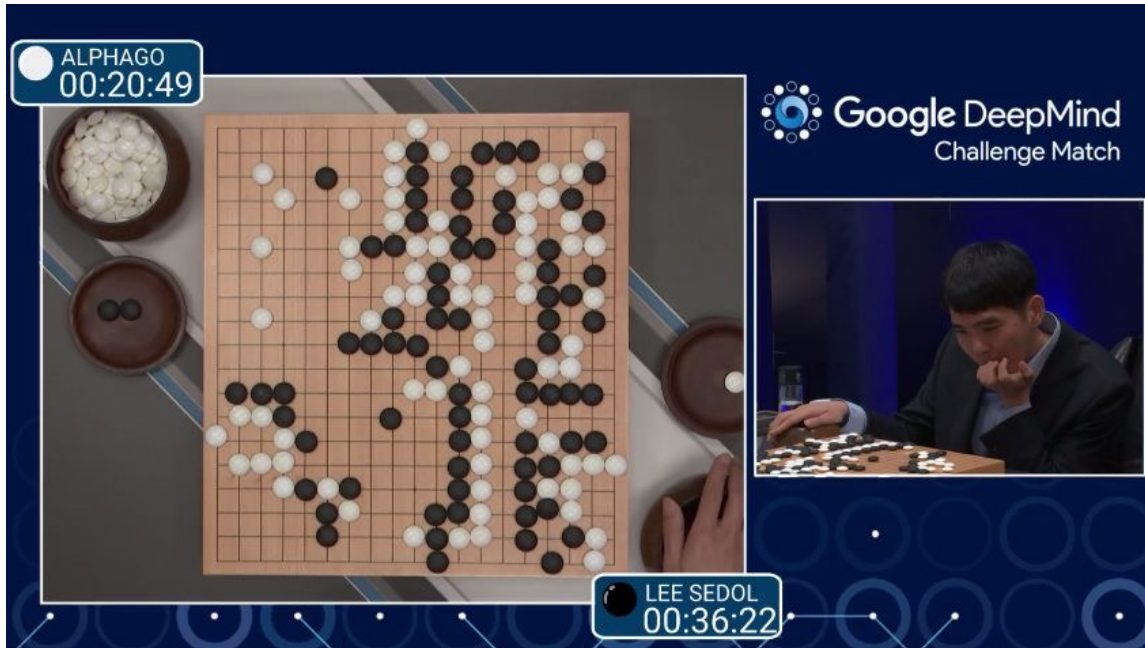 ALPHAGO
00:20:49
Google DeepMind
Challenge Match
LEE SEDOL
00:36:22